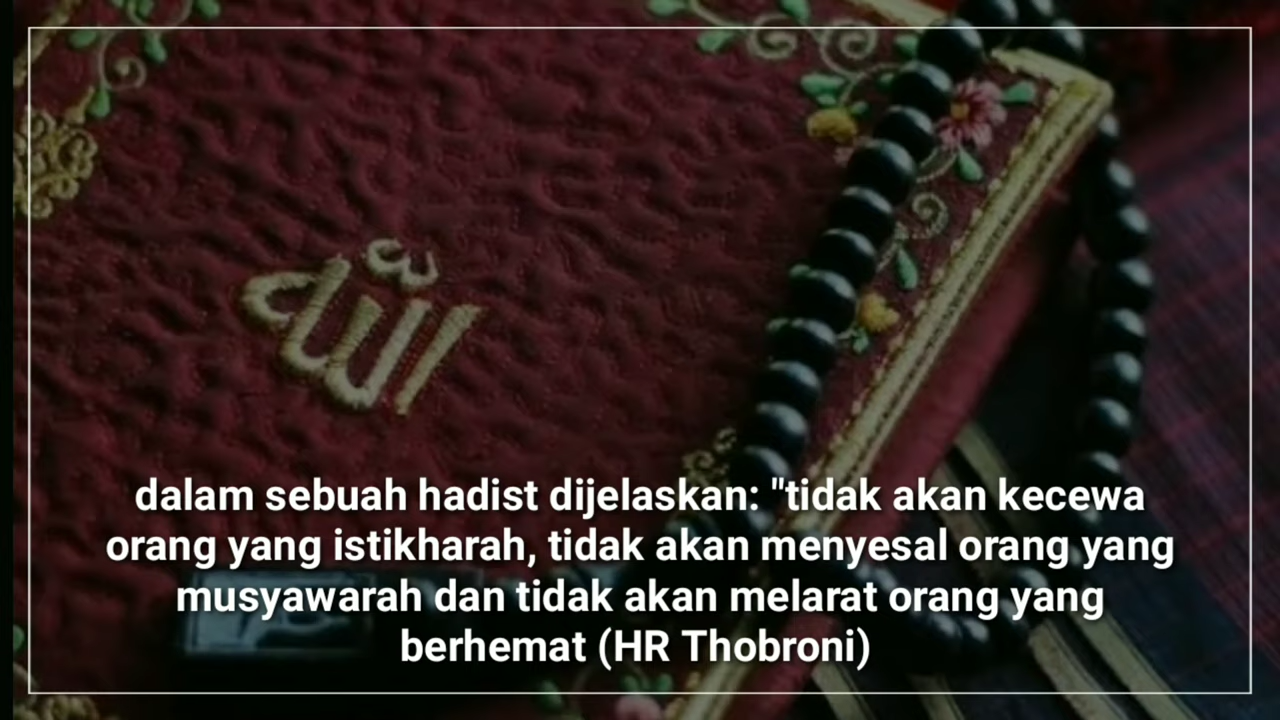 الله
dalam sebuah hadist dijelaskan: "tidak akan kecewa
orang yang istikharah, tidak akan menyesal orang yang
musyawarah dan tidak akan melarat orang yang
berhemat (HR Thobroni)